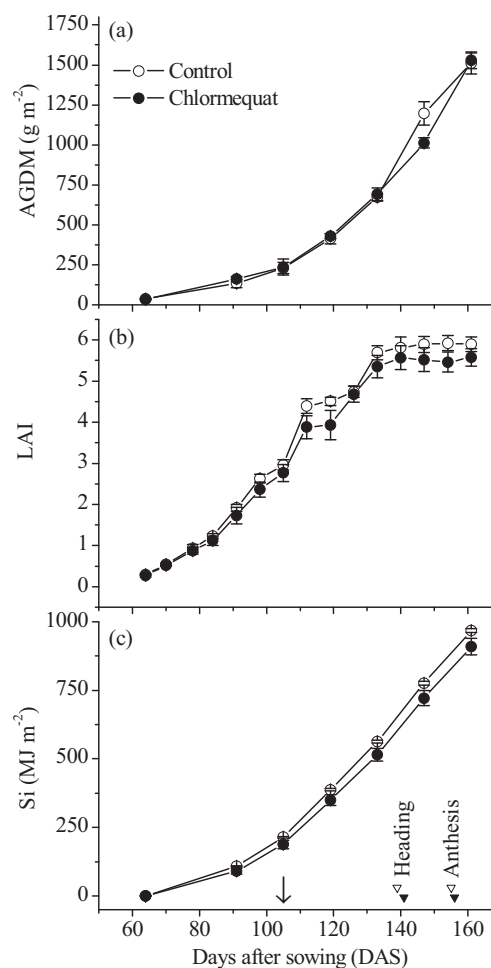 (a)
Control
Chlormequat
1750
1500
1250
1000
750
500
250
0
AGDM (g m⁻²)
(b)
6
5
4
3
2
1
0
LAI
(c)
1000
750
500
250
0
Si (MJ m⁻²)
Heading
Anthesis
60 80 100 120 140 160
Days after sowing (DAS)